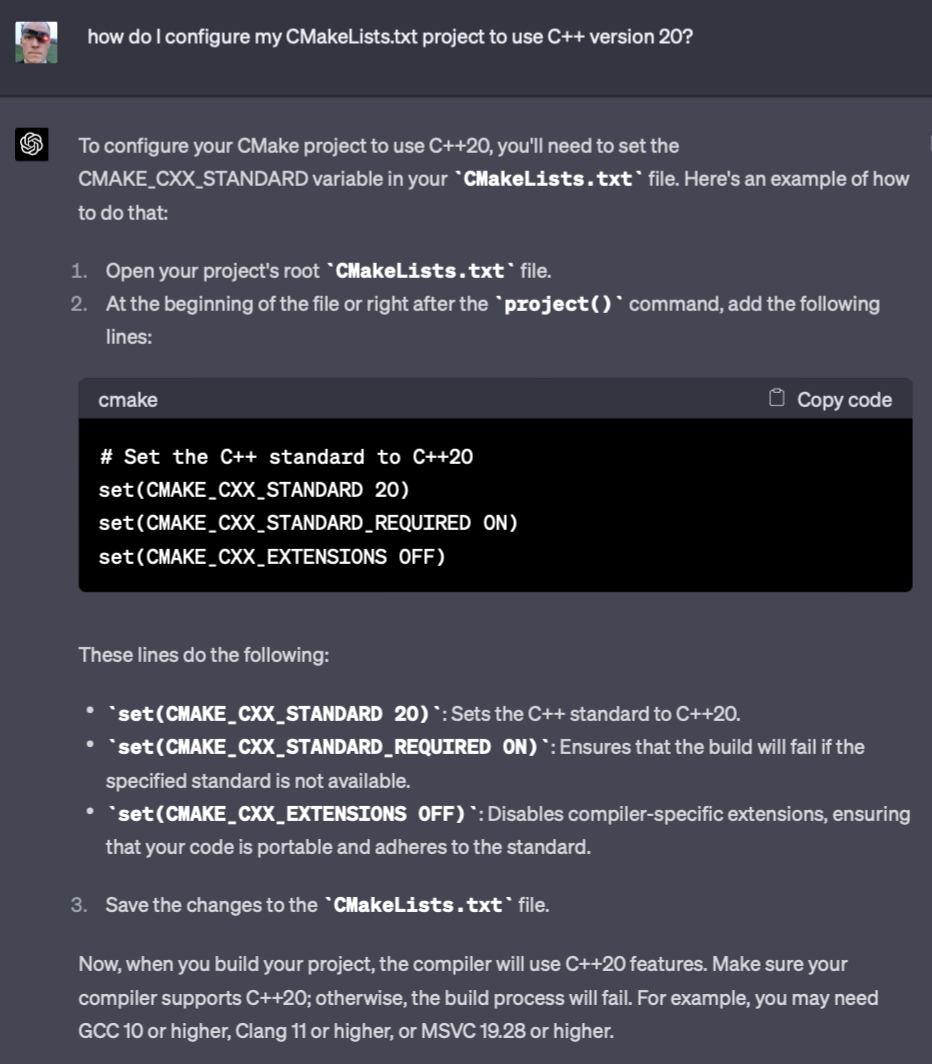 how do I configure my CMakeLists.txt project to use C++ version 20?
To configure your CMake project to use C++20, you'll need to set the
CMAKE_CXX_STANDARD variable in your `CMakeLists.txt` file. Here's an example of how
to do that:
1. Open your project's root `CMakeLists.txt` file.
2. At the beginning of the file or right after the `project()` command, add the following
lines:
cmake Copy code
# Set the C++ standard to C++20
set(CMAKE_CXX_STANDARD 20)
set(CMAKE_CXX_STANDARD_REQUIRED ON)
set(CMAKE_CXX_EXTENSIONS OFF)
These lines do the following:
• `set(CMAKE_CXX_STANDARD 20)`: Sets the C++ standard to C++20.
• `set(CMAKE_CXX_STANDARD_REQUIRED ON)`: Ensures that the build will fail if the
specified standard is not available.
• `set(CMAKE_CXX_EXTENSIONS OFF)`: Disables compiler-specific extensions, ensuring
that your code is portable and adheres to the standard.
3. Save the changes to the `CMakeLists.txt` file.
Now, when you build your project, the compiler will use C++20 features. Make sure your
compiler supports C++20; otherwise, the build process will fail. For example, you may need
GCC 10 or higher, Clang 11 or higher, or MSVC 19.28 or higher.